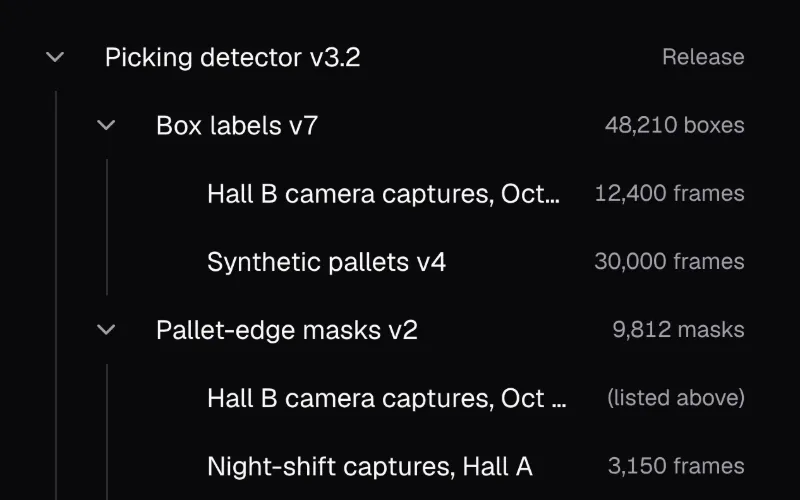 Picking detector v3.2 Release
Box labels v7 48,210 boxes
Hall B camera captures, Oct... 12,400 frames
Synthetic pallets v4 30,000 frames
Pallet-edge masks v2 9,812 masks
Hall B camera captures, Oct ... (listed above)
Night-shift captures, Hall A 3,150 frames